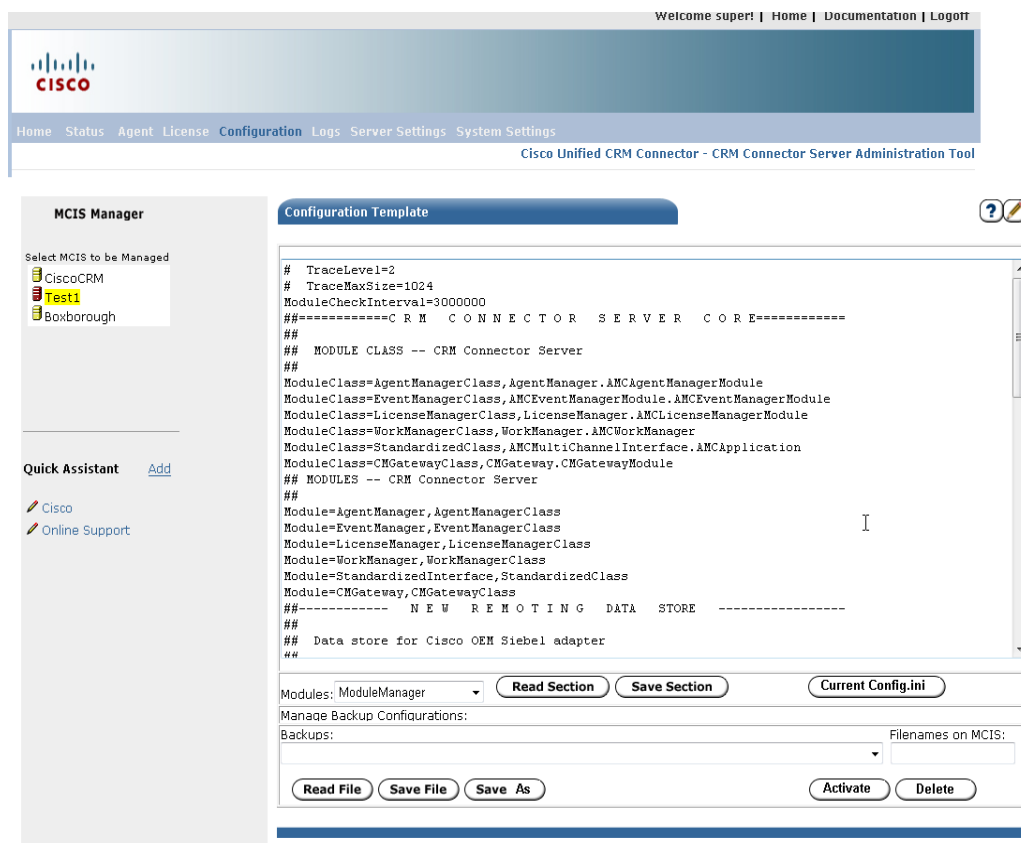 Welcome super! | Home | Documentation | Logoff
CISCO
Home Status Agent License Configuration Logs Server Settings System Settings
Cisco Unified CRM Connector - CRM Connector Server Administration Tool
MCIS Manager
Select MCIS to be Managed
CiscoCRM
Test1
Boxborough
Quick Assistant Add
Cisco
Online Support
Configuration Template
?
#  TraceLevel=2
#  TraceMaxSize=1024
ModuleCheckInterval=3000000
##============C R M  C O N N E C T O R  S E R V E R  C O R E============
##
##  MODULE CLASS -- CRM Connector Server
##
ModuleClass=AgentManagerClass,AgentManager.AMCAgentManagerModule
ModuleClass=EventManagerClass,AMCEventManagerModule.AMCEventManagerModule
ModuleClass=LicenseManagerClass,LicenseManager.AMCLicenseManagerModule
ModuleClass=WorkManagerClass,WorkManager.AMCWorkManager
ModuleClass=StandardizedClass,AMCMultiChannelInterface.AMCApplication
ModuleClass=CMGatewayClass,CMGateway.CMGatewayModule
## MODULES -- CRM Connector Server
##
Module=AgentManager,AgentManagerClass
Module=EventManager,EventManagerClass
Module=LicenseManager,LicenseManagerClass
Module=WorkManager,WorkManagerClass
Module=StandardizedInterface,StandardizedClass
Module=CMGateway,CMGatewayClass
##------------  N E W  R E M O T I N G  DATA  STORE  -----------------
##
##  Data store for Cisco OEM Siebel adapter
##
Modules: ModuleManager Read Section Save Section Current Config.ini
Manage Backup Configurations:
Backups: Filenames on MCIS:
Read File Save File Save As Activate Delete